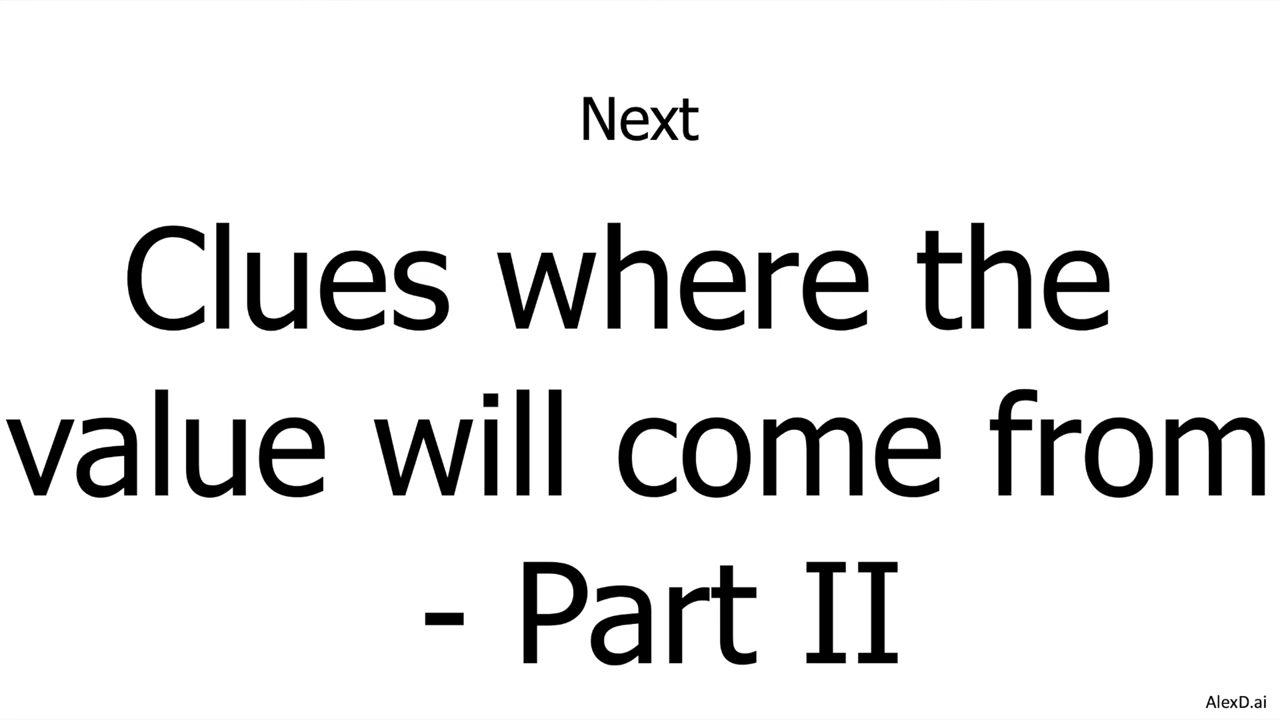 Next
Clues where the
value will come from
- Part II
AlexD.ai